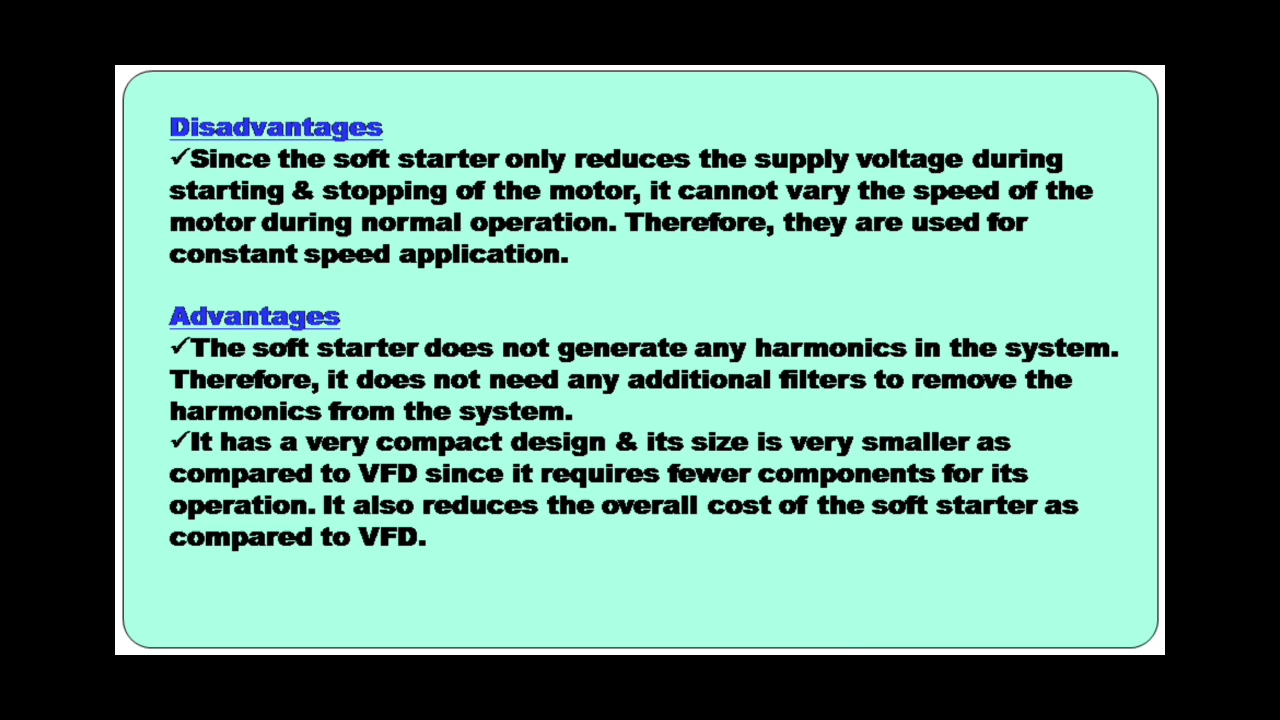 Disadvantages
✓Since the soft starter only reduces the supply voltage during
starting & stopping of the motor, it cannot vary the speed of the
motor during normal operation. Therefore, they are used for
constant speed application.
Advantages
✓The soft starter does not generate any harmonics in the system.
Therefore, it does not need any additional filters to remove the
harmonics from the system.
✓It has a very compact design & its size is very smaller as
compared to VFD since it requires fewer components for its
operation. It also reduces the overall cost of the soft starter as
compared to VFD.